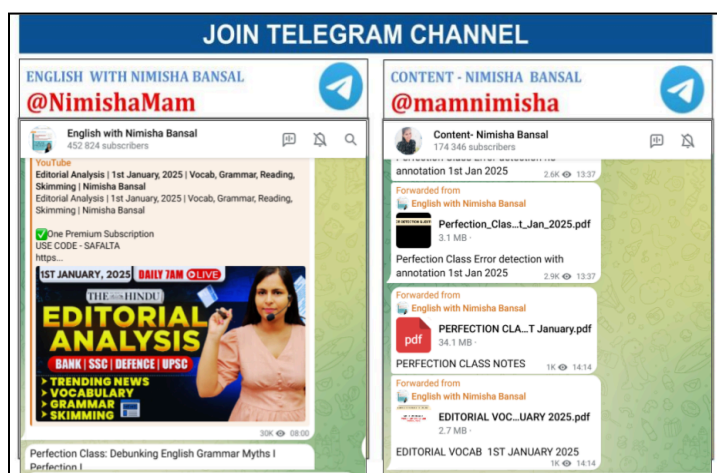 JOIN TELEGRAM CHANNEL
ENGLISH WITH NIMISHA BANSAL
@NimishaMam
English with Nimisha Bansal
452 824 subscribers
YouTube
Editorial Analysis | 1st January, 2025 | Vocab, Grammar, Reading,
Skimming | Nimisha Bansal
Editorial Analysis | 1st January, 2025 | Vocab, Grammar, Reading,
Skimming | Nimisha Bansal
✅One Premium Subscription
USE CODE - SAFALTA
https...
1ST JANUARY, 2025 DAILY 7AM LIVE
THE HINDU
EDITORIAL
ANALYSIS
BANK | SSC | DEFENCE | UPSC
➤ TRENDING NEWS
➤ VOCABULARY
➤ GRAMMAR
➤ SKIMMING
30K 08:00
Perfection Class: Debunking English Grammar Myths I
Perfection I
CONTENT - NIMISHA BANSAL
@mamnimisha
Content- Nimisha Bansal
174 346 subscribers
Perfection Class Error detection no
annotation 1st Jan 2025 2.6K 13:37
Forwarded from
English with Nimisha Bansal
Perfection_Clas...t_Jan_2025.pdf
3.1 MB ·
Perfection Class Error detection with
annotation 1st Jan 2025 2.9K 13:37
Forwarded from
English with Nimisha Bansal
pdf
PERFECTION CLA...T January.pdf
34.1 MB ·
PERFECTION CLASS NOTES 1K 14:14
Forwarded from
English with Nimisha Bansal
EDITORIAL VOC...UARY 2025.pdf
2.7 MB ·
EDITORIAL VOCAB 1ST JANUARY 2025
1K 14:14